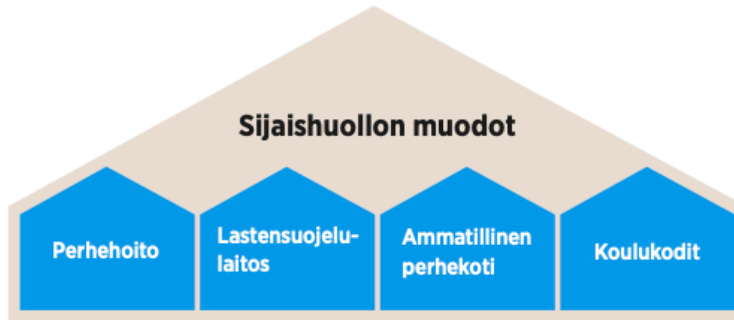 Sijaishuollon muodot
Perhehoito
Lastensuojelu-
laitos
Ammatillinen
perhekoti
Koulukodit